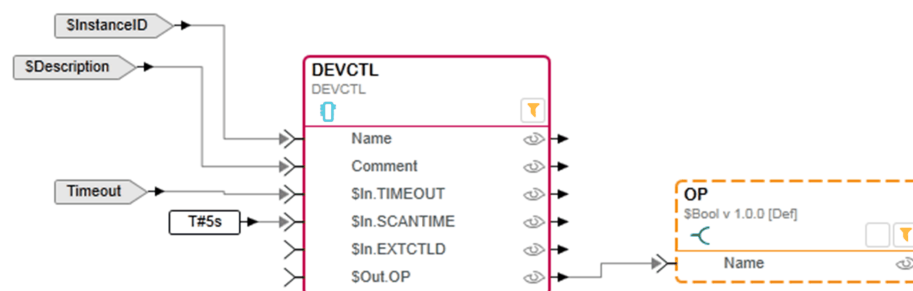 $InstanceID
$Description
DEVCTL
DEVCTL
Name
Comment
Timeout
$In.TIMEOUT
T#5s
$In.SCANTIME
$In.EXTCTLD
$Out.OP
OP
$Bool v 1.0.0 [Def]
Name